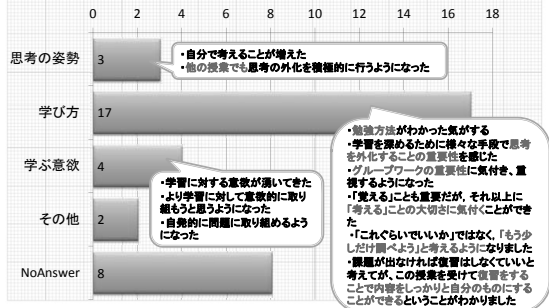 0 2 4 6 8 10 12 14 16 18
思考の姿勢 3
・自分で考えることが増えた
・他の授業でも思考の外化を積極的に行うようになった
学び方 17
・勉強方法がわかった気がする
・学習を深めるために様々な手段で思考
を外化することの重要性を感じた
・グループワークの重要性に気付き、重
視するようになった
・「覚える」ことも重要だが、それ以上に
「考える」ことの大切さに気付くことができ
た
・「これぐらいでいいか」ではなく、「もう少
しだけ調べよう」と考えるようになりました
・課題が出なければ復習はしなくていいと
考えてが、この授業を受けて復習をする
ことで内容をしっかりと自分のものにする
ことができるということがわかりました
学ぶ意欲 4
・学習に対する意欲が湧いてきた
・より学習に対して意欲的に取り
組もうと思うようになった
・自発的に問題に取り組めるよう
になった
その他 2
NoAnswer 8